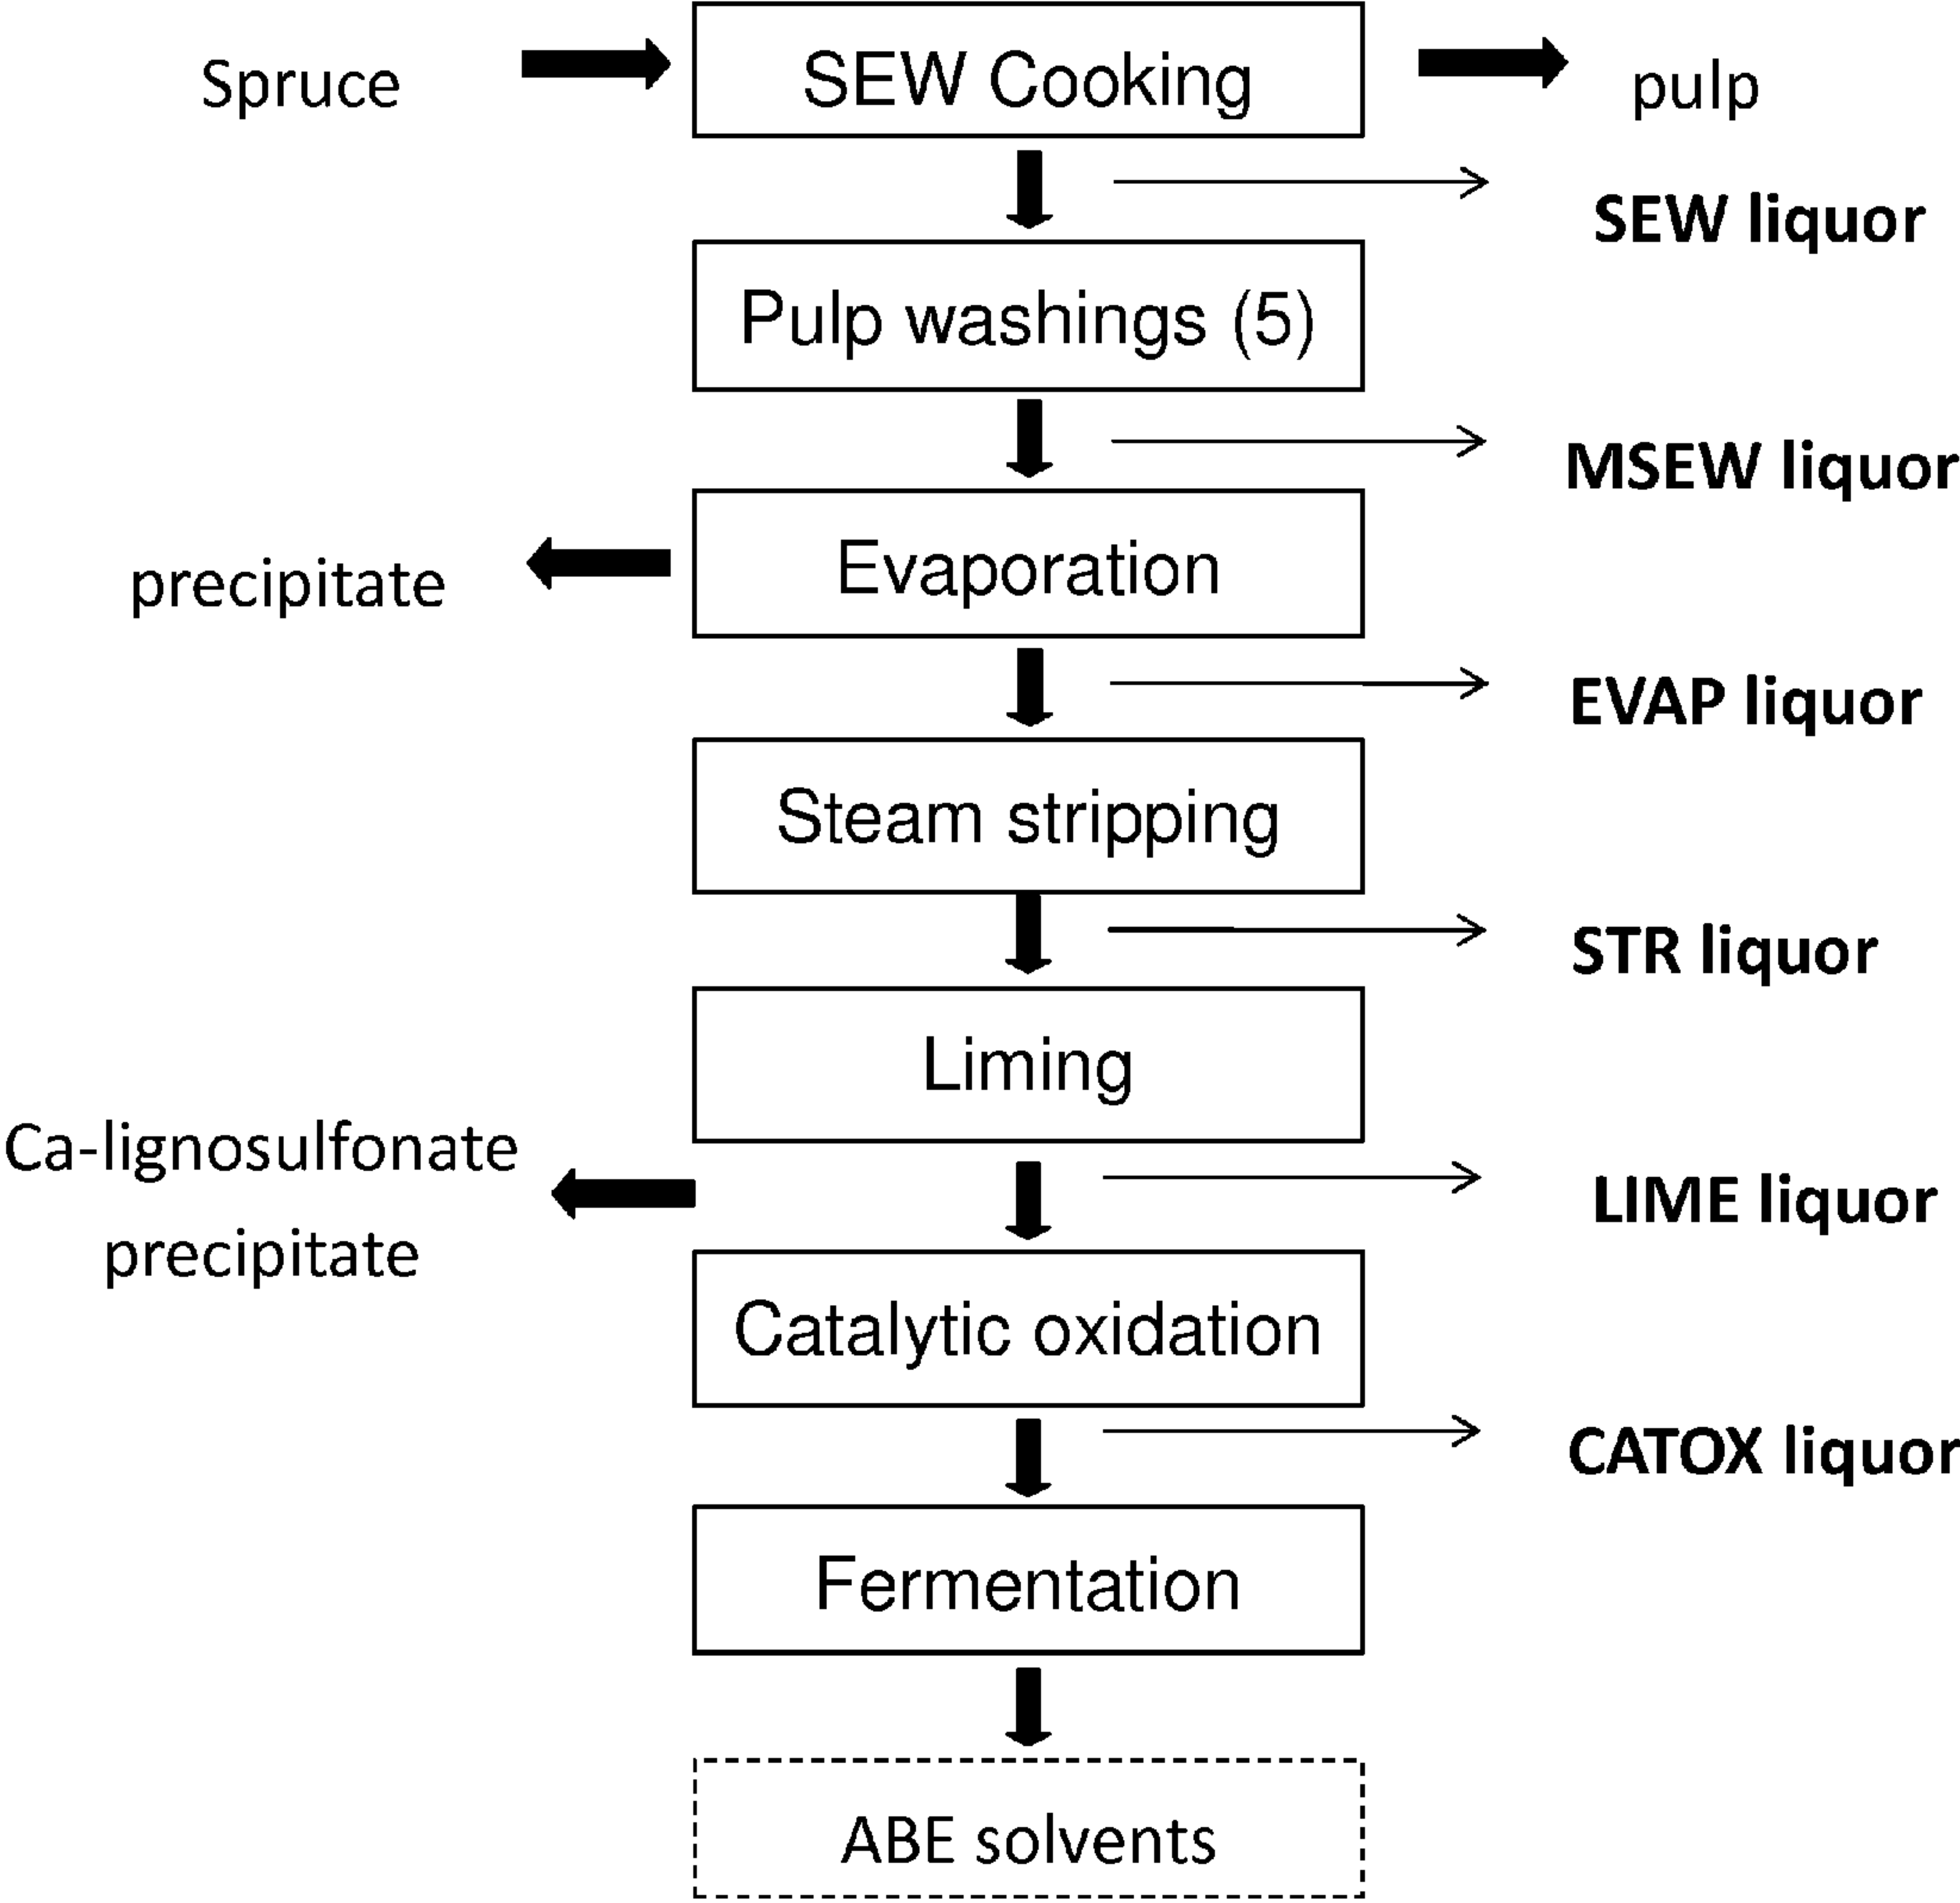 Spruce
SEW Cooking
pulp
SEW liquor
Pulp washings (5)
MSEW liquor
Evaporation
precipitate
EVAP liquor
Steam stripping
STR liquor
Liming
Ca-lignosulfonate
precipitate
LIME liquor
Catalytic oxidation
CATOX liquor
Fermentation
ABE solvents